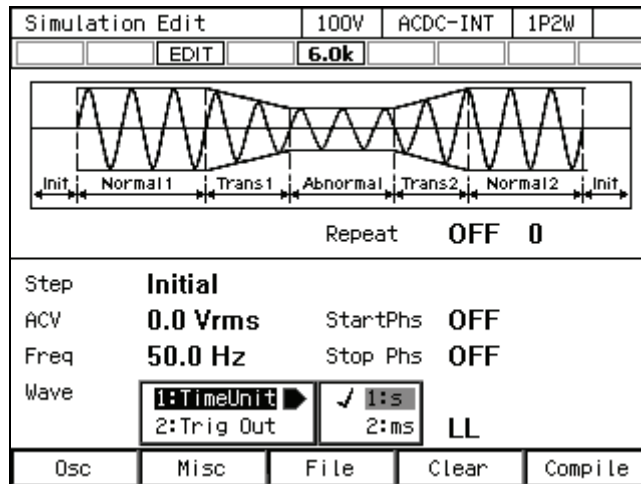 Simulation Edit 100V ACDC-INT 1P2W
EDIT 6.0k
Init Normal1 Trans1 Abnormal Trans2 Normal2 Init
Repeat OFF 0
Step Initial
ACV 0.0 Vrms StartPhs OFF
Freq 50.0 Hz Stop Phs OFF
Wave 1:TimeUnit ✓ 1:s
2:Trig Out 2:ms LL
Osc Misc File Clear Compile